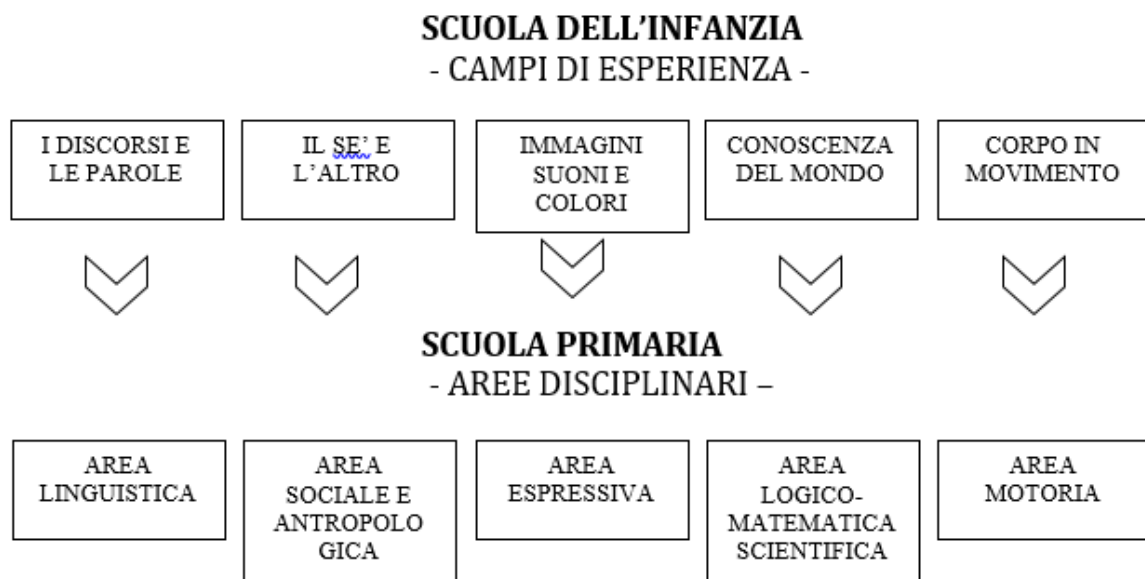 SCUOLA DELL’INFANZIA
- CAMPI DI ESPERIENZA -
I DISCORSI E
LE PAROLE
IL SE’ E
L’ALTRO
IMMAGINI
SUONI E
COLORI
CONOSCENZA
DEL MONDO
CORPO IN
MOVIMENTO
SCUOLA PRIMARIA
- AREE DISCIPLINARI –
AREA
LINGUISTICA
AREA
SOCIALE E
ANTROPOLO
GICA
AREA
ESPRESSIVA
AREA
LOGICO-
MATEMATICA
SCIENTIFICA
AREA
MOTORIA